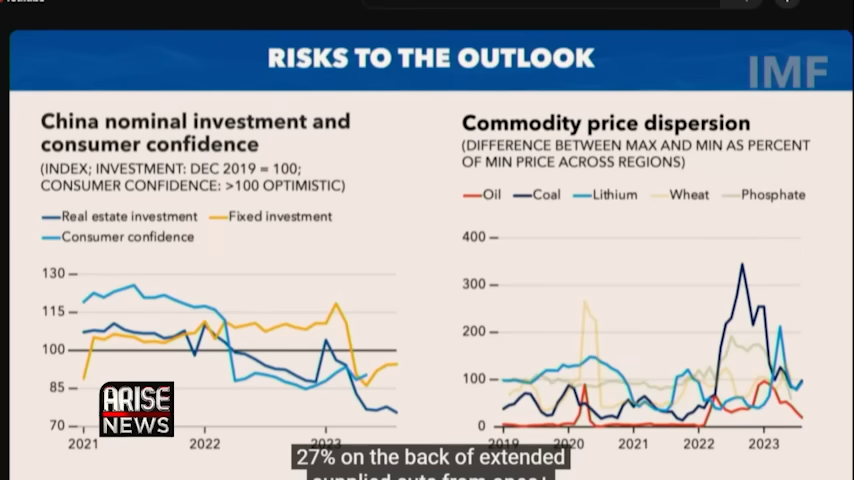 RISKS TO THE OUTLOOK
IMF
China nominal investment and
consumer confidence
(INDEX; INVESTMENT: DEC 2019 = 100;
CONSUMER CONFIDENCE: >100 OPTIMISTIC)
Real estate investment
Fixed investment
Consumer confidence
130
115
100
85
70
2021
2022
2023
Commodity price dispersion
(DIFFERENCE BETWEEN MAX AND MIN AS PERCENT
OF MIN PRICE ACROSS REGIONS)
Oil
Coal
Lithium
Wheat
Phosphate
400
300
200
100
0
2019
2020
2021
2022
2023
ARISE
NEWS
27% on the back of extended